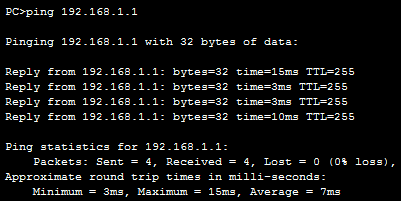 PC>ping 192.168.1.1
Pinging 192.168.1.1 with 32 bytes of data:
Reply from 192.168.1.1: bytes=32 time=15ms TTL=255
Reply from 192.168.1.1: bytes=32 time=3ms TTL=255
Reply from 192.168.1.1: bytes=32 time=3ms TTL=255
Reply from 192.168.1.1: bytes=32 time=10ms TTL=255
Ping statistics for 192.168.1.1:
    Packets: Sent = 4, Received = 4, Lost = 0 (0% loss),
Approximate round trip times in milli-seconds:
    Minimum = 3ms, Maximum = 15ms, Average = 7ms